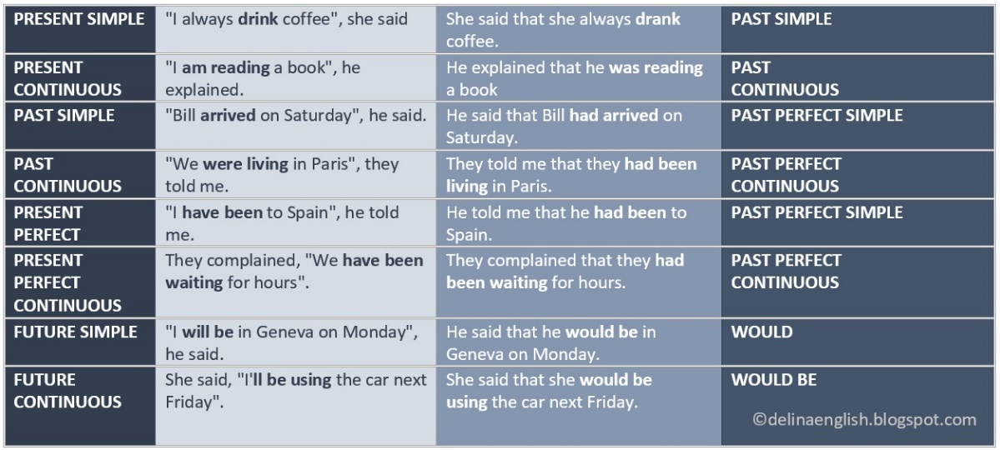 PRESENT SIMPLE
"I always drink coffee", she said
She said that she always drank
coffee.
PAST SIMPLE
PRESENT
CONTINUOUS
"I am reading a book", he
explained.
He explained that he was reading
a book
PAST
CONTINUOUS
PAST SIMPLE
"Bill arrived on Saturday", he said.
He said that Bill had arrived on
Saturday.
PAST PERFECT SIMPLE
PAST
CONTINUOUS
"We were living in Paris", they
told me.
They told me that they had been
living in Paris.
PAST PERFECT
CONTINUOUS
PRESENT
PERFECT
"I have been to Spain", he told
me.
He told me that he had been to
Spain.
PAST PERFECT SIMPLE
PRESENT
PERFECT
CONTINUOUS
They complained, "We have been
waiting for hours".
They complained that they had
been waiting for hours.
PAST PERFECT
CONTINUOUS
FUTURE SIMPLE
"I will be in Geneva on Monday",
he said.
He said that he would be in
Geneva on Monday.
WOULD
FUTURE
CONTINUOUS
She said, "I'll be using the car next
Friday".
She said that she would be
using the car next Friday.
WOULD BE
©delinaenglish.blogspot.com